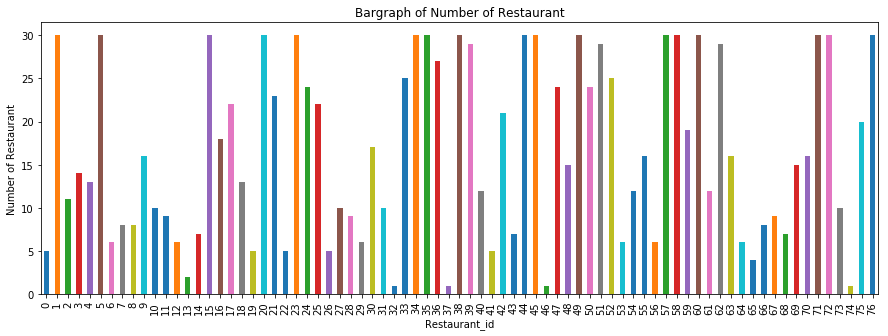 Bargraph of Number of Restaurant
30
25
20
15
10
5
0
Number of Restaurant
0 1 2 3 4 5 6 7 8 9 10 11 12 13 14 15 16 17 18 19 20 21 22 23 24 25 26 27 28 29 30 31 32 33 34 35 36 37 38 39 40 41 42 43 44 45 46 47 48 49 50 51 52 53 54 55 56 57 58 59 60 61 62 63 64 65 66 67 68 69 70 71 72 73 74 75 76
Restaurant_id